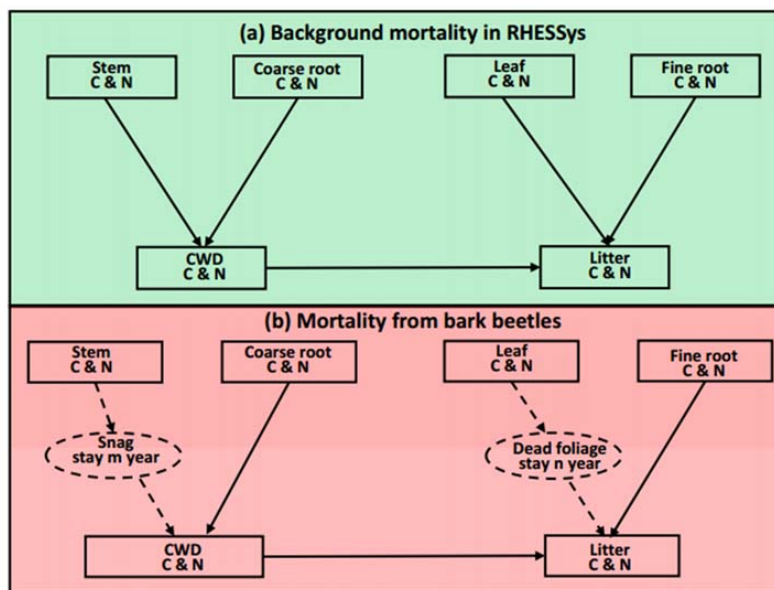 (a) Background mortality in RHESSys
Stem
C & N
Coarse root
C & N
Leaf
C & N
Fine root
C & N
CWD
C & N
Litter
C & N
(b) Mortality from bark beetles
Stem
C & N
Coarse root
C & N
Leaf
C & N
Fine root
C & N
Snag
stay m year
Dead foliage
stay n year
CWD
C & N
Litter
C & N